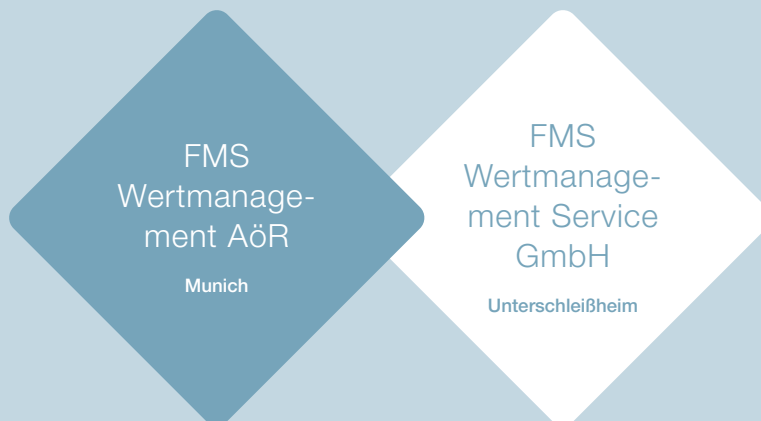 FMS
Wertmanage-
ment AöR
Munich
FMS
Wertmanage-
ment Service
GmbH
Unterschleißheim